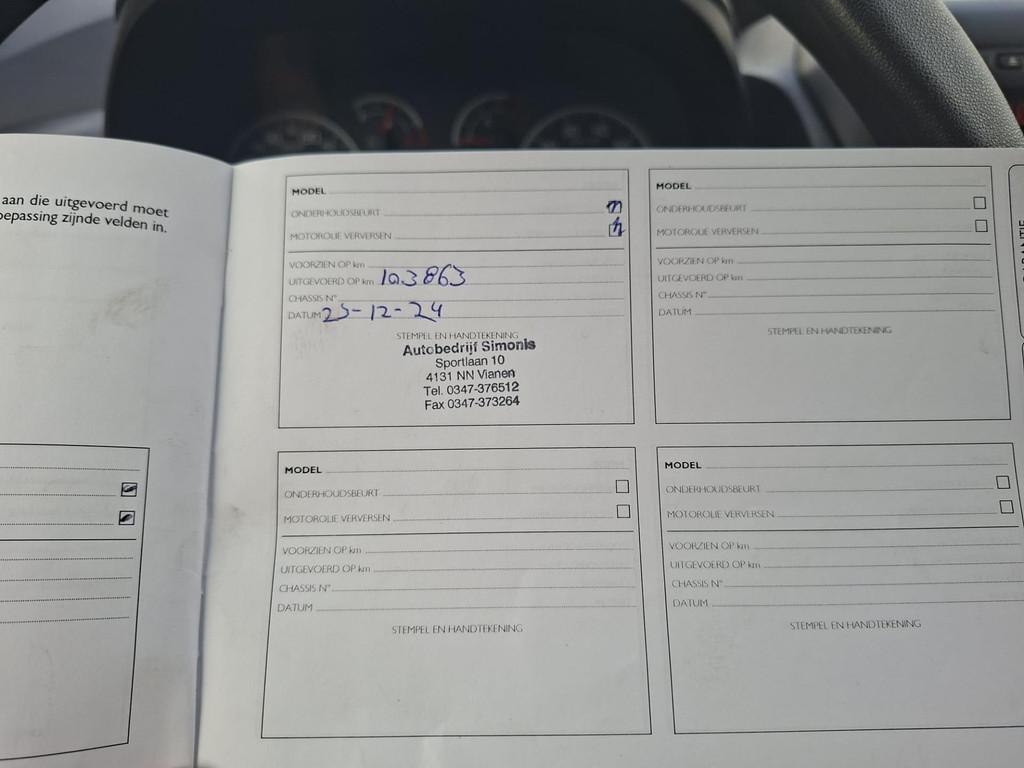 aan die uitgevoerd moet
epassing zijnde velden in.
MODEL
ONDERHOUDSBEURT
MOTOROLIE VERVERSEN
VOORZIEN OP km
UITGEVOERD OP km 103863
CHASSIS N°
DATUM 23-12-24
STEMPEL EN HANDTEKENING
Autobedrijf Simonis
Sportlaan 10
4131 NN Vianen
Tel. 0347-376512
Fax 0347-373264
MODEL
ONDERHOUDSBEURT
MOTOROLIE VERVERSEN
VOORZIEN OP km
UITGEVOERD OP km
CHASSIS N°
DATUM
STEMPEL EN HANDTEKENING
MODEL
ONDERHOUDSBEURT
MOTOROLIE VERVERSEN
VOORZIEN OP km
UITGEVOERD OP km
CHASSIS N°
DATUM
STEMPEL EN HANDTEKENING
MODEL
ONDERHOUDSBEURT
MOTOROLIE VERVERSEN
VOORZIEN OP km
UITGEVOERD OP km
CHASSIS N°
DATUM
STEMPEL EN HANDTEKENING